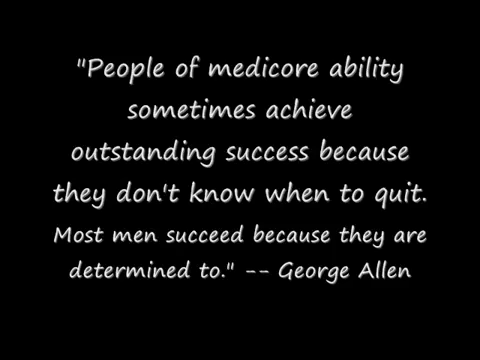 "People of medicore ability
sometimes achieve
outstanding success because
they don't know when to quit.
Most men succeed because they are
determined to." -- George Allen